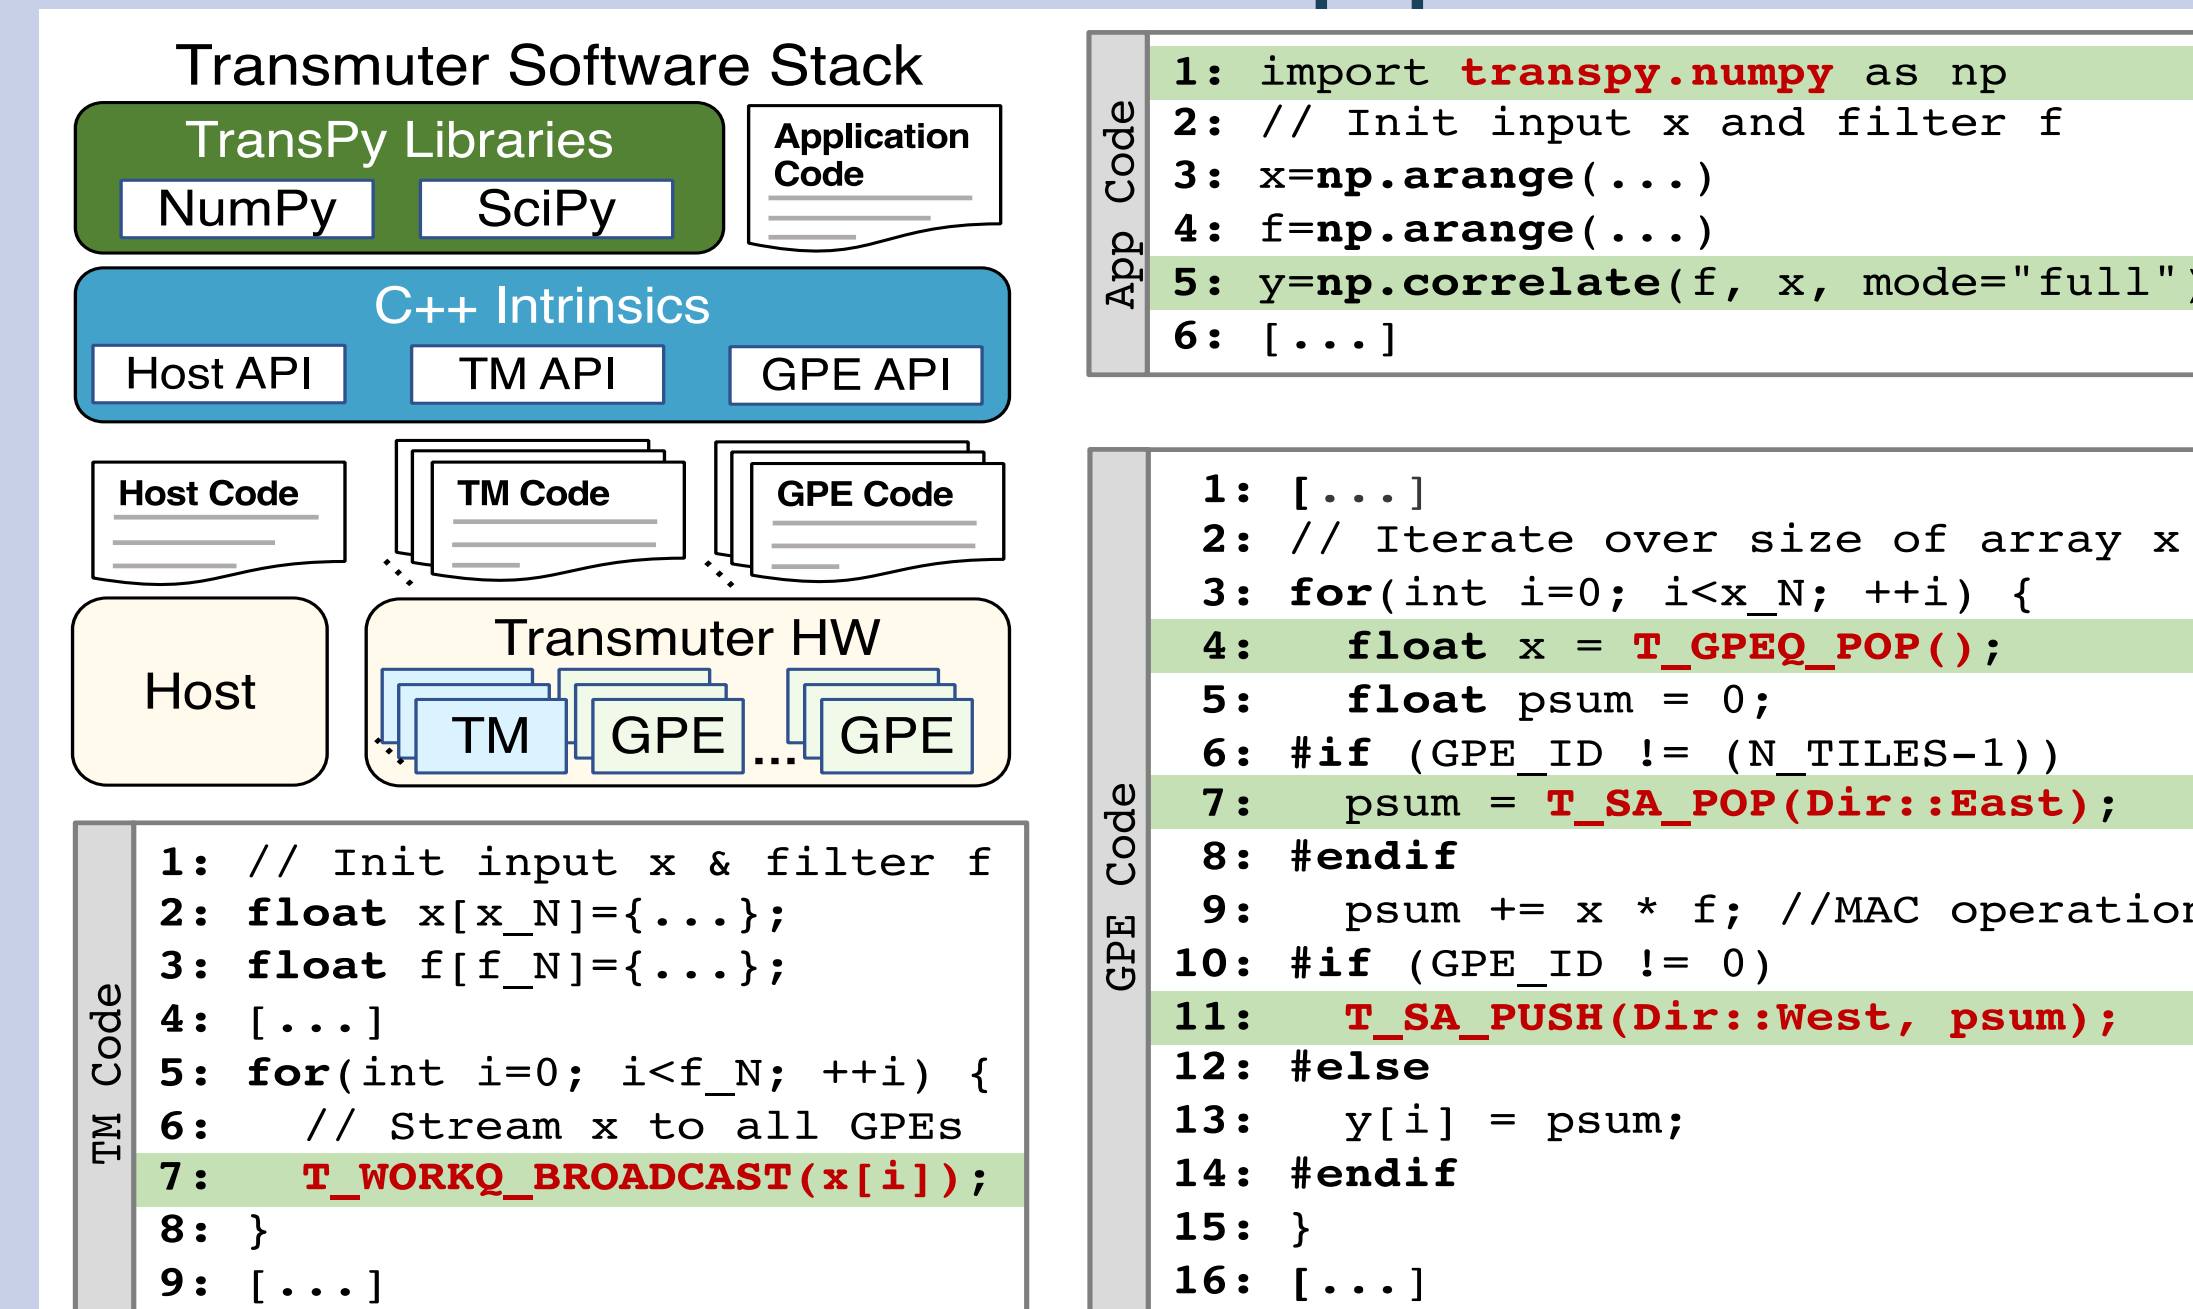 Transmuter Software Stack
TransPy Libraries
NumPy SciPy
Application
Code
C++ Intrinsics
Host API TM API GPE API
Host Code TM Code GPE Code
Host
Transmuter HW
TM GPE ... GPE
TM Code
1: // Init input x & filter f
2: float x[x_N]={...};
3: float f[f_N]={...};
4: [...]
5: for(int i=0; i<f_N; ++i) {
6: // Stream x to all GPEs
7: T_WORKQ_BROADCAST(x[i]);
8: }
9: [...]
App Code
1: import transpy.numpy as np
2: // Init input x and filter f
3: x=np.arange(...)
4: f=np.arange(...)
5: y=np.correlate(f, x, mode="full")
6: [...]
GPE Code
1: [...]
2: // Iterate over size of array x
3: for(int i=0; i<x_N; ++i) {
4: float x = T_GPEQ_POP();
5: float psum = 0;
6: #if (GPE_ID != (N_TILES-1))
7: psum = T_SA_POP(Dir::East);
8: #endif
9: psum += x * f; //MAC operation
10: #if (GPE_ID != 0)
11: T_SA_PUSH(Dir::West, psum);
12: #else
13: y[i] = psum;
14: #endif
15: }
16: [...]